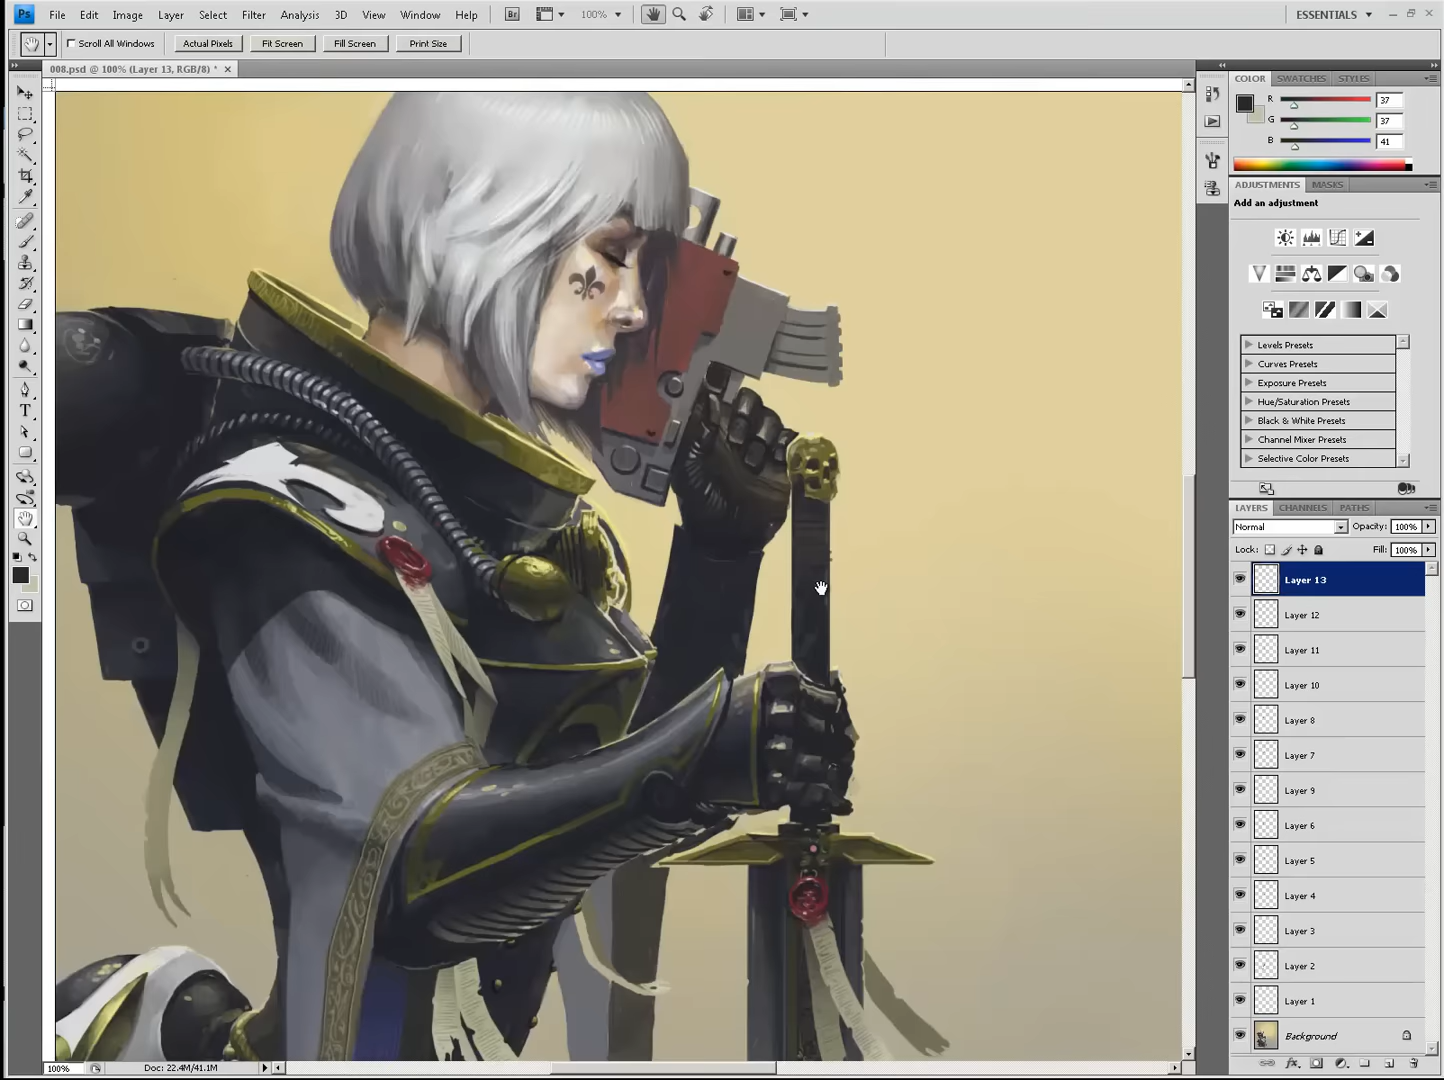 Ps File Edit Image Layer Select Filter Analysis 3D View Window Help Br 100% ESSENTIALS
Scroll All Windows Actual Pixels Fit Screen Fill Screen Print Size
008.psd @ 100% (Layer 13, RGB/8) *
COLOR SWATCHES STYLES
R 37
G 37
B 41
ADJUSTMENTS MASKS
Add an adjustment
Levels Presets
Curves Presets
Exposure Presets
Hue/Saturation Presets
Black & White Presets
Channel Mixer Presets
Selective Color Presets
LAYERS CHANNELS PATHS
Normal Opacity: 100%
Lock: Fill: 100%
Layer 13
Layer 12
Layer 11
Layer 10
Layer 8
Layer 7
Layer 9
Layer 6
Layer 5
Layer 4
Layer 3
Layer 2
Layer 1
Background
100% Doc: 22.4M/41.1M